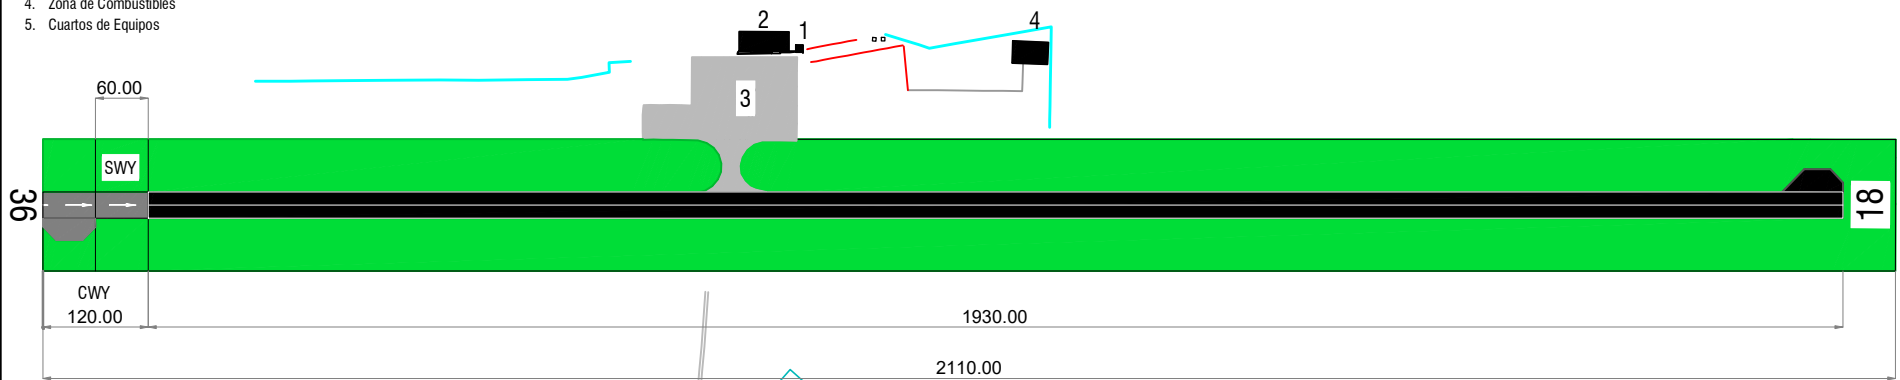 4. Zona de Combustibles
5. Cuartos de Equipos
2
1
4
60.00
3
SWY
36
18
CWY
120.00
1930.00
2110.00